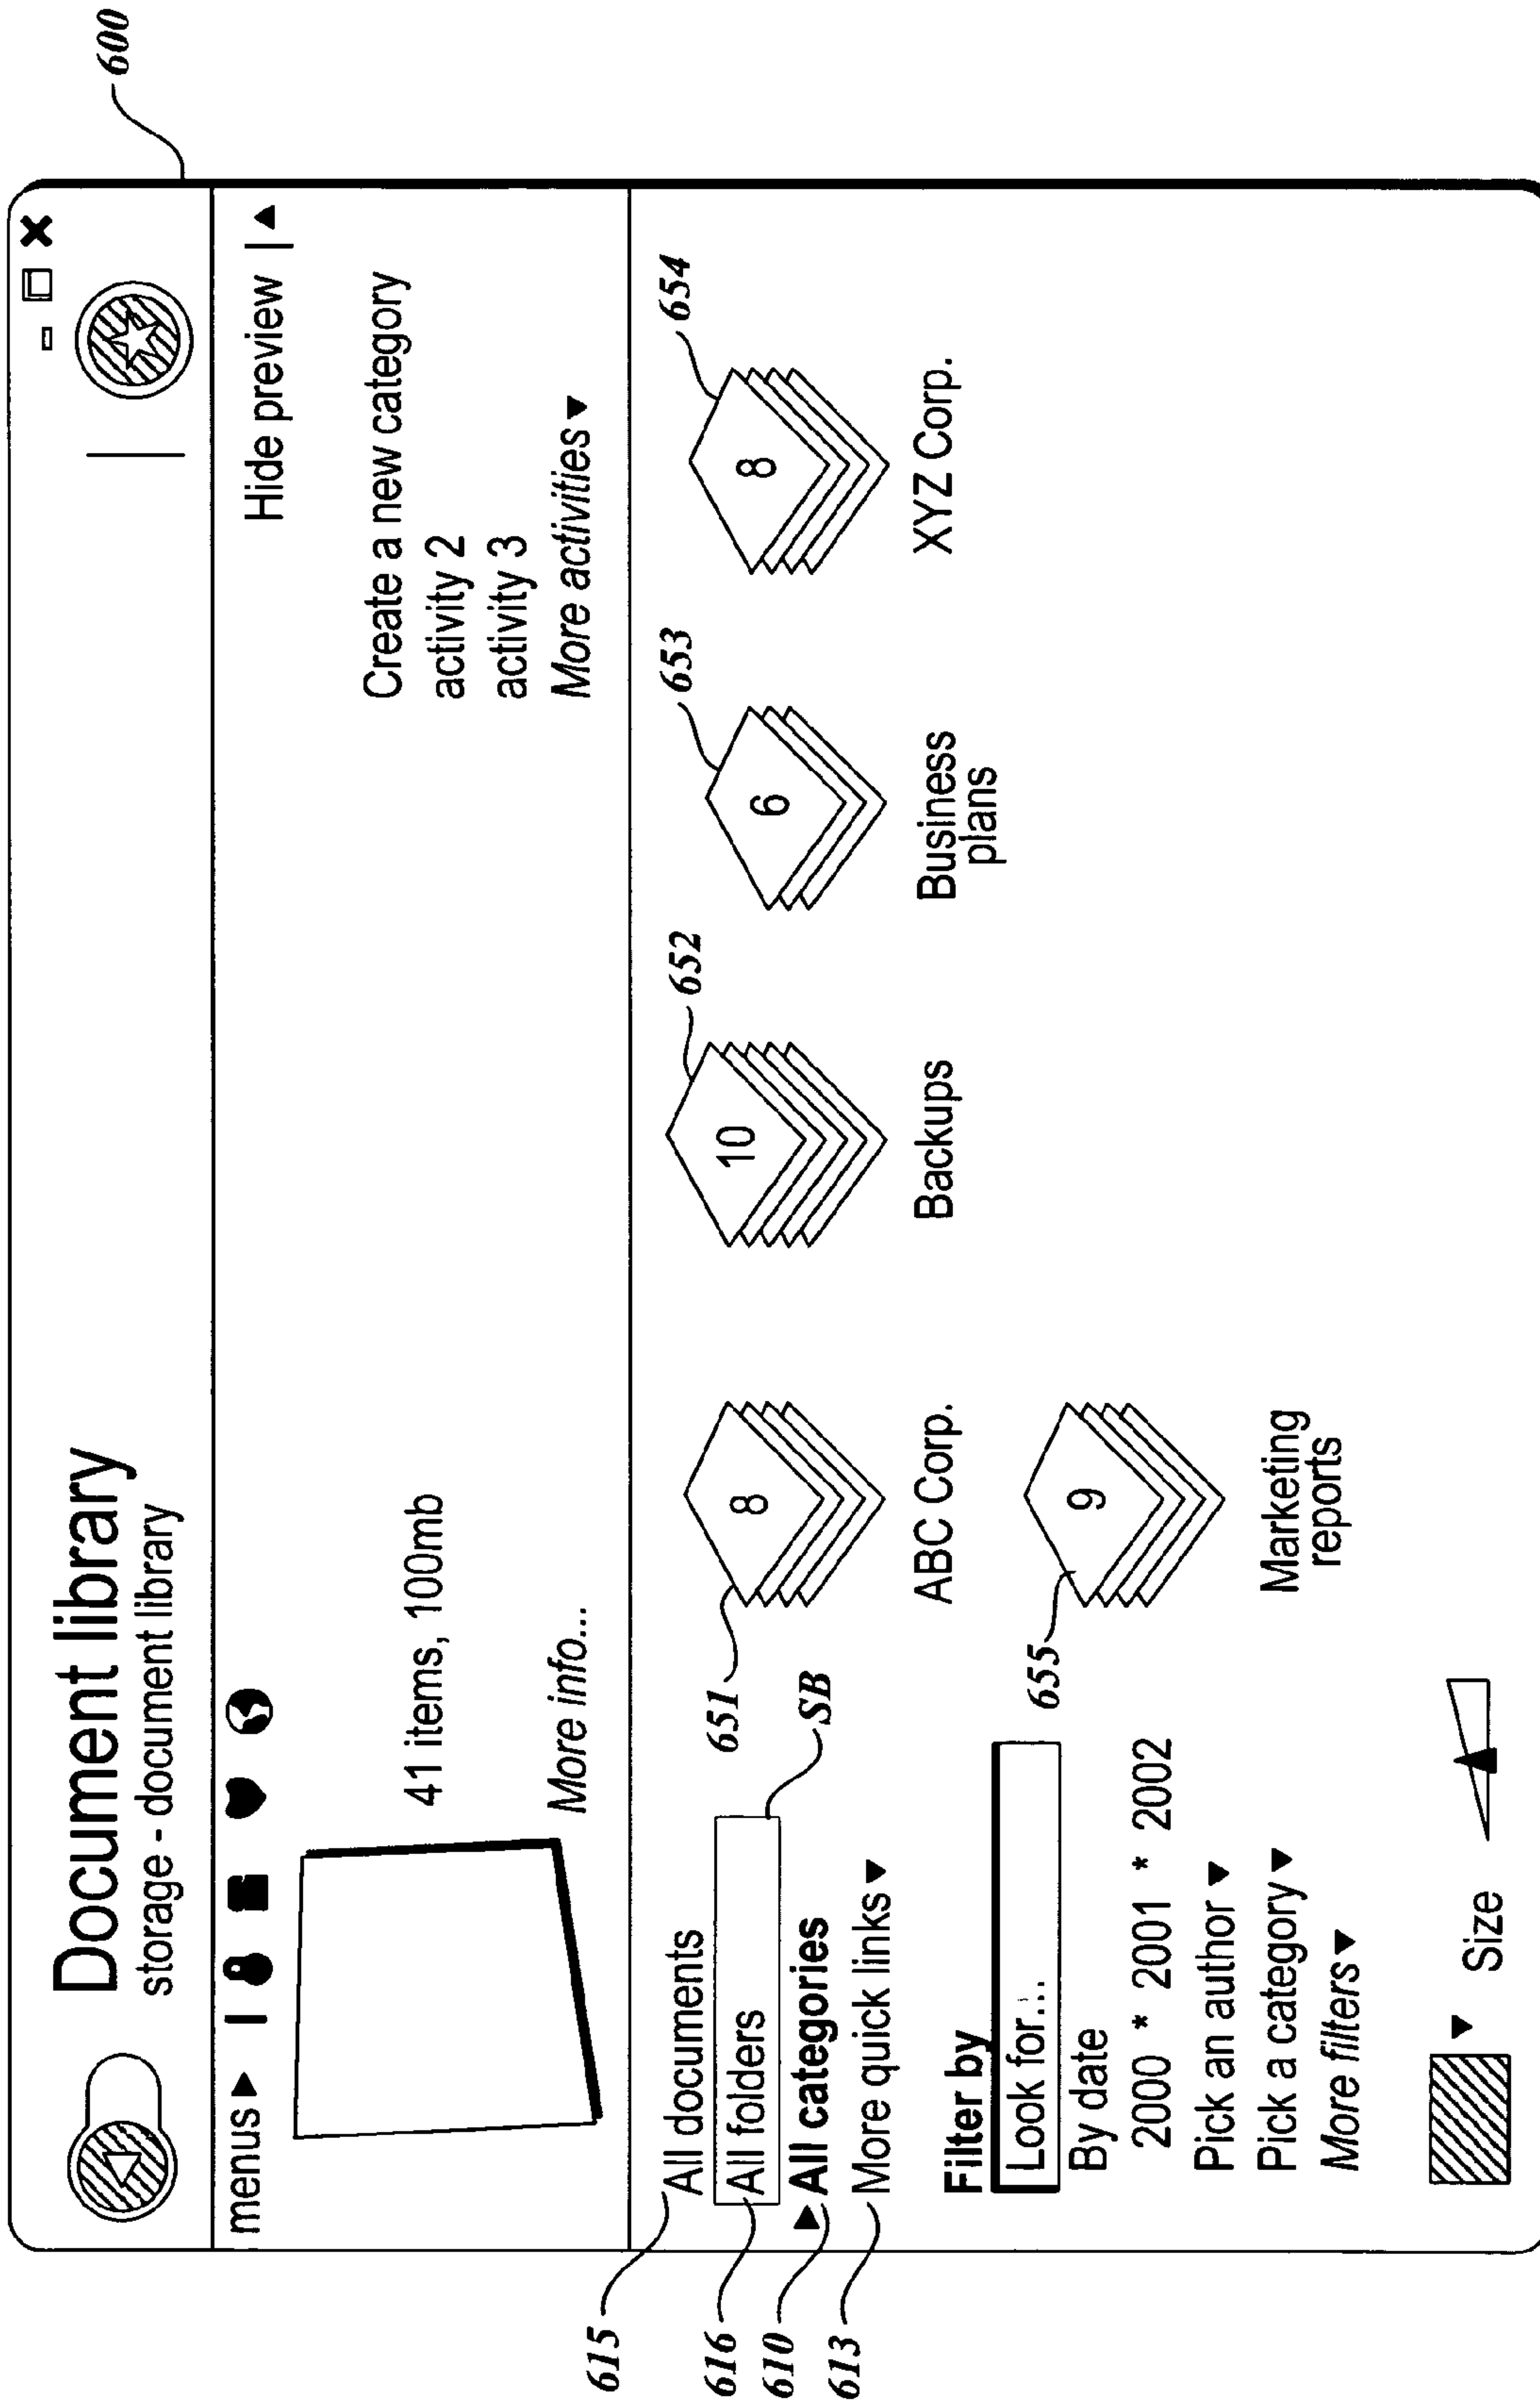 600
Document library
storage - document library
menus
Hide preview
41 items, 100mb
More info...
Create a new category
activity 2
activity 3
More activities
615
All documents
616
All folders
SB
610
All categories
613
More quick links
Filter by
Look for...
By date
2000 * 2001 * 2002
Pick an author
Pick a category
More filters
Size
651
8
ABC Corp.
652
10
Backups
653
6
Business
plans
654
8
XYZ Corp.
655
9
Marketing
reports